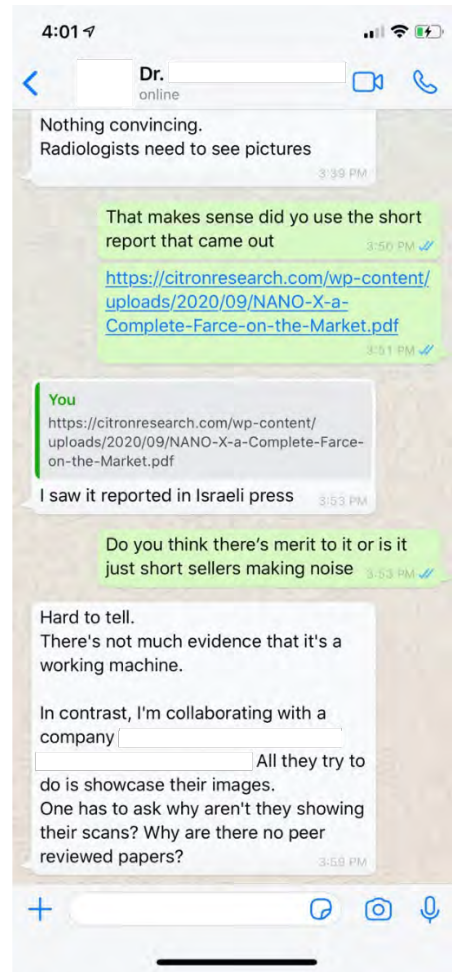 4:01
Dr.
online
Nothing convincing.
Radiologists need to see pictures
3:39 PM
That makes sense did yo use the short
report that came out
3:50 PM
https://citronresearch.com/wp-content/
uploads/2020/09/NANO-X-a-
Complete-Farce-on-the-Market.pdf
3:51 PM
You
https://citronresearch.com/wp-content/
uploads/2020/09/NANO-X-a-Complete-Farce-
on-the-Market.pdf
I saw it reported in Israeli press
3:53 PM
Do you think there's merit to it or is it
just short sellers making noise
3:53 PM
Hard to tell.
There's not much evidence that it's a
working machine.
In contrast, I'm collaborating with a
company
All they try to
do is showcase their images.
One has to ask why aren't they showing
their scans? Why are there no peer
reviewed papers?
3:59 PM